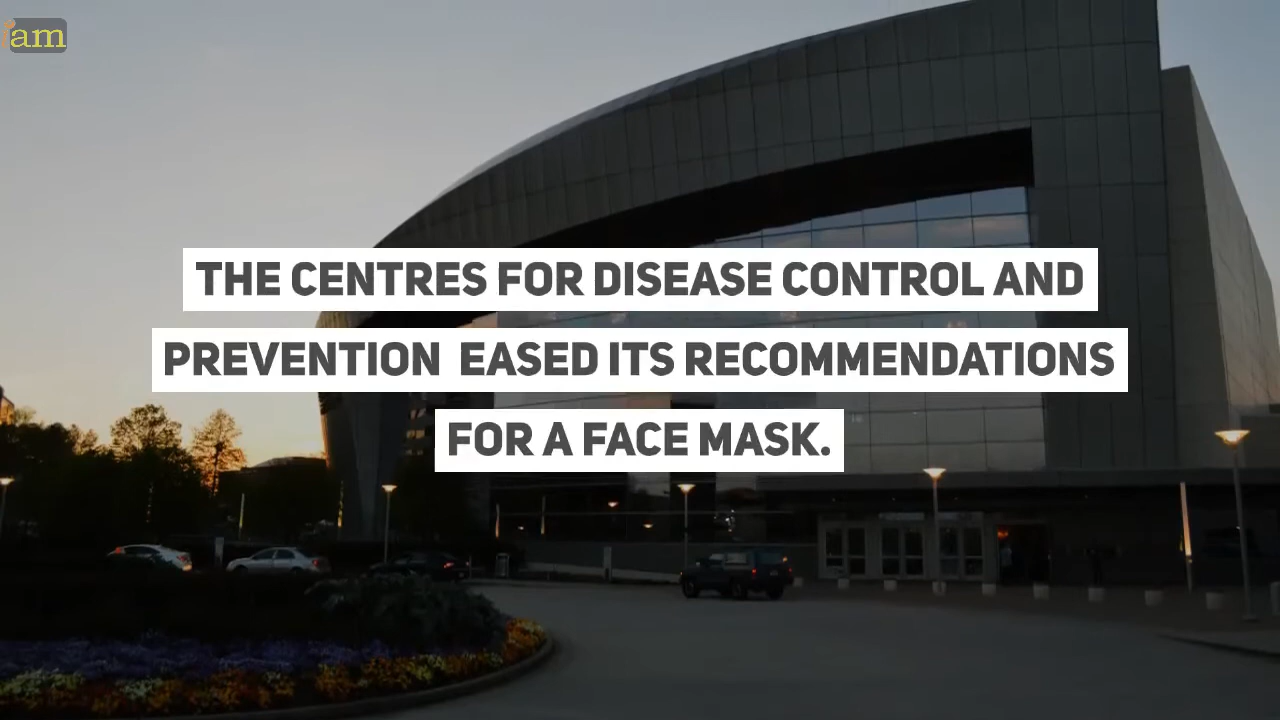 iam
THE CENTRES FOR DISEASE CONTROL AND
PREVENTION EASED ITS RECOMMENDATIONS
FOR A FACE MASK.